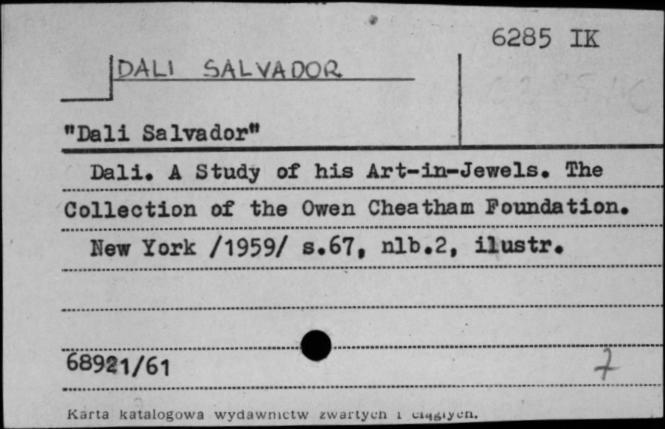 6285 IK
DALI SALVADOR
"Dali Salvador"
Dali. A Study of his Art-in-Jewels. The
Collection of the Owen Cheatham Foundation.
New York /1959/ s.67, nlb.2, ilustr.
68921/61
7
Karta katalogowa wydawnictw zwartych i ciągłych.